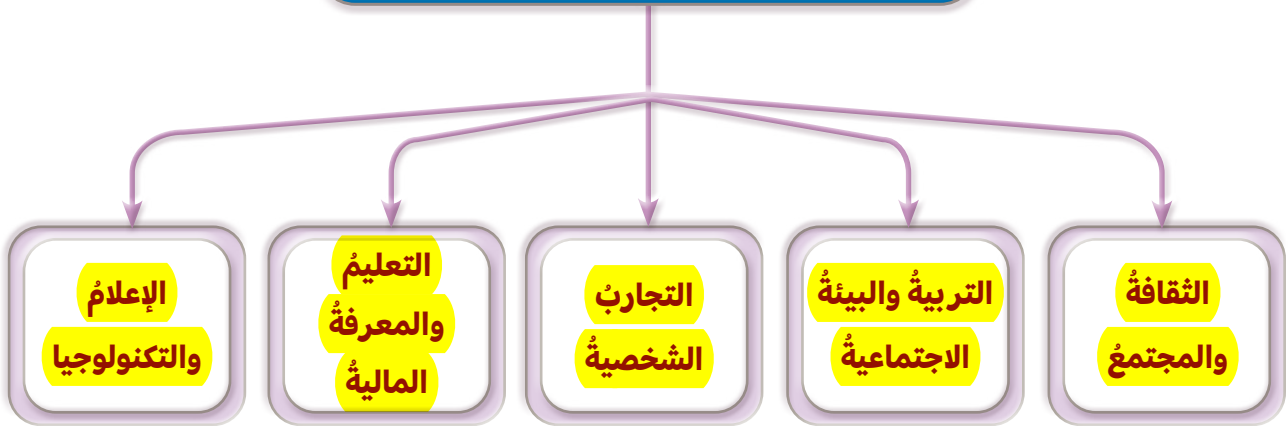 الثقافةُ
والمجتمعُ
التربيةُ والبيئةُ
الاجتماعيةُ
التجاربُ
الشخصيةُ
التعليمُ
والمعرفةُ
الماليةُ
الإعلامُ
والتكنولوجيا